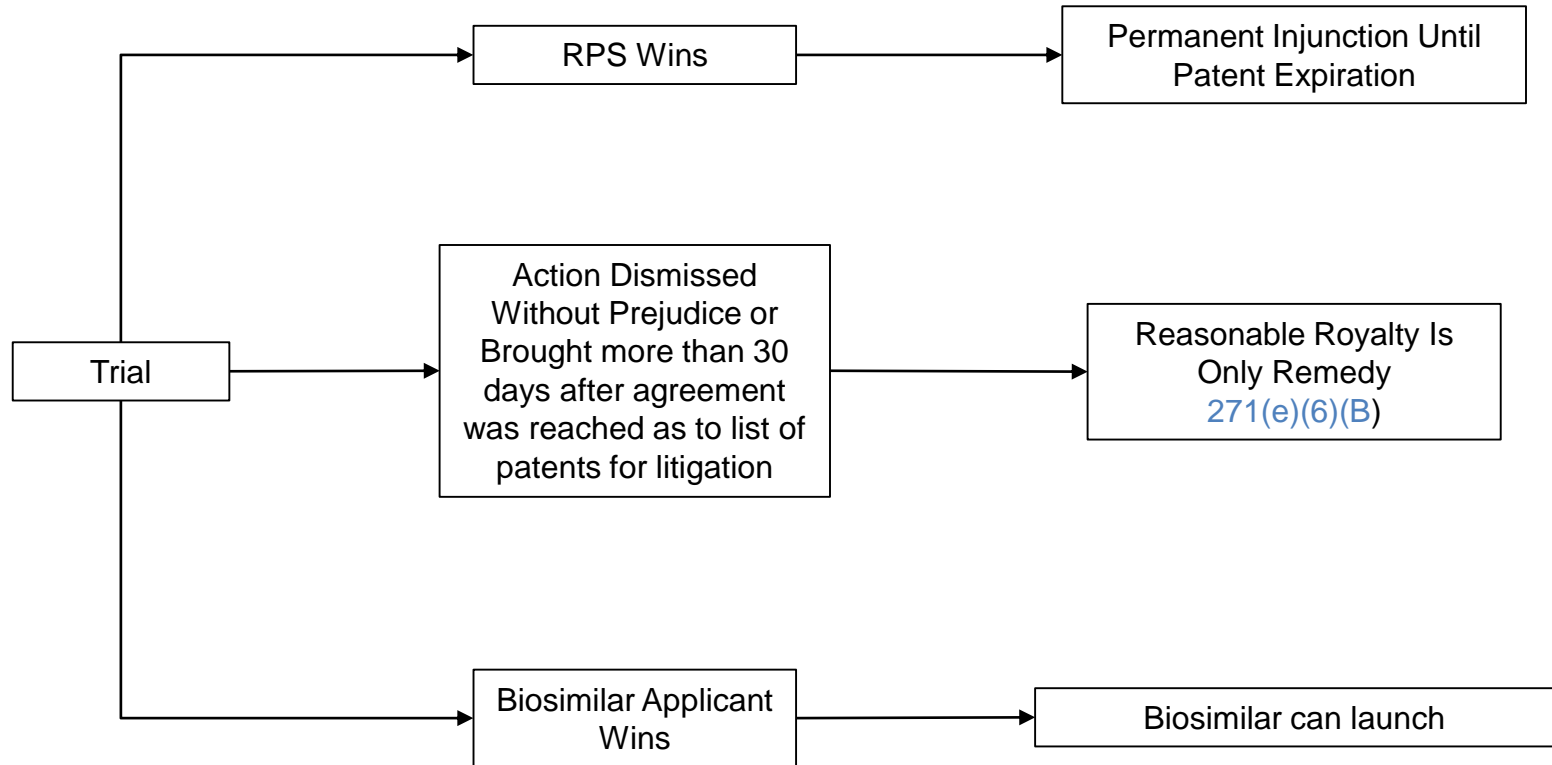 RPS Wins
Permanent Injunction Until
Patent Expiration
Trial
Action Dismissed
Without Prejudice or
Brought more than 30
days after agreement
was reached as to list of
patents for litigation
Reasonable Royalty Is
Only Remedy
271(e)(6)(B)
Biosimilar Applicant
Wins
Biosimilar can launch